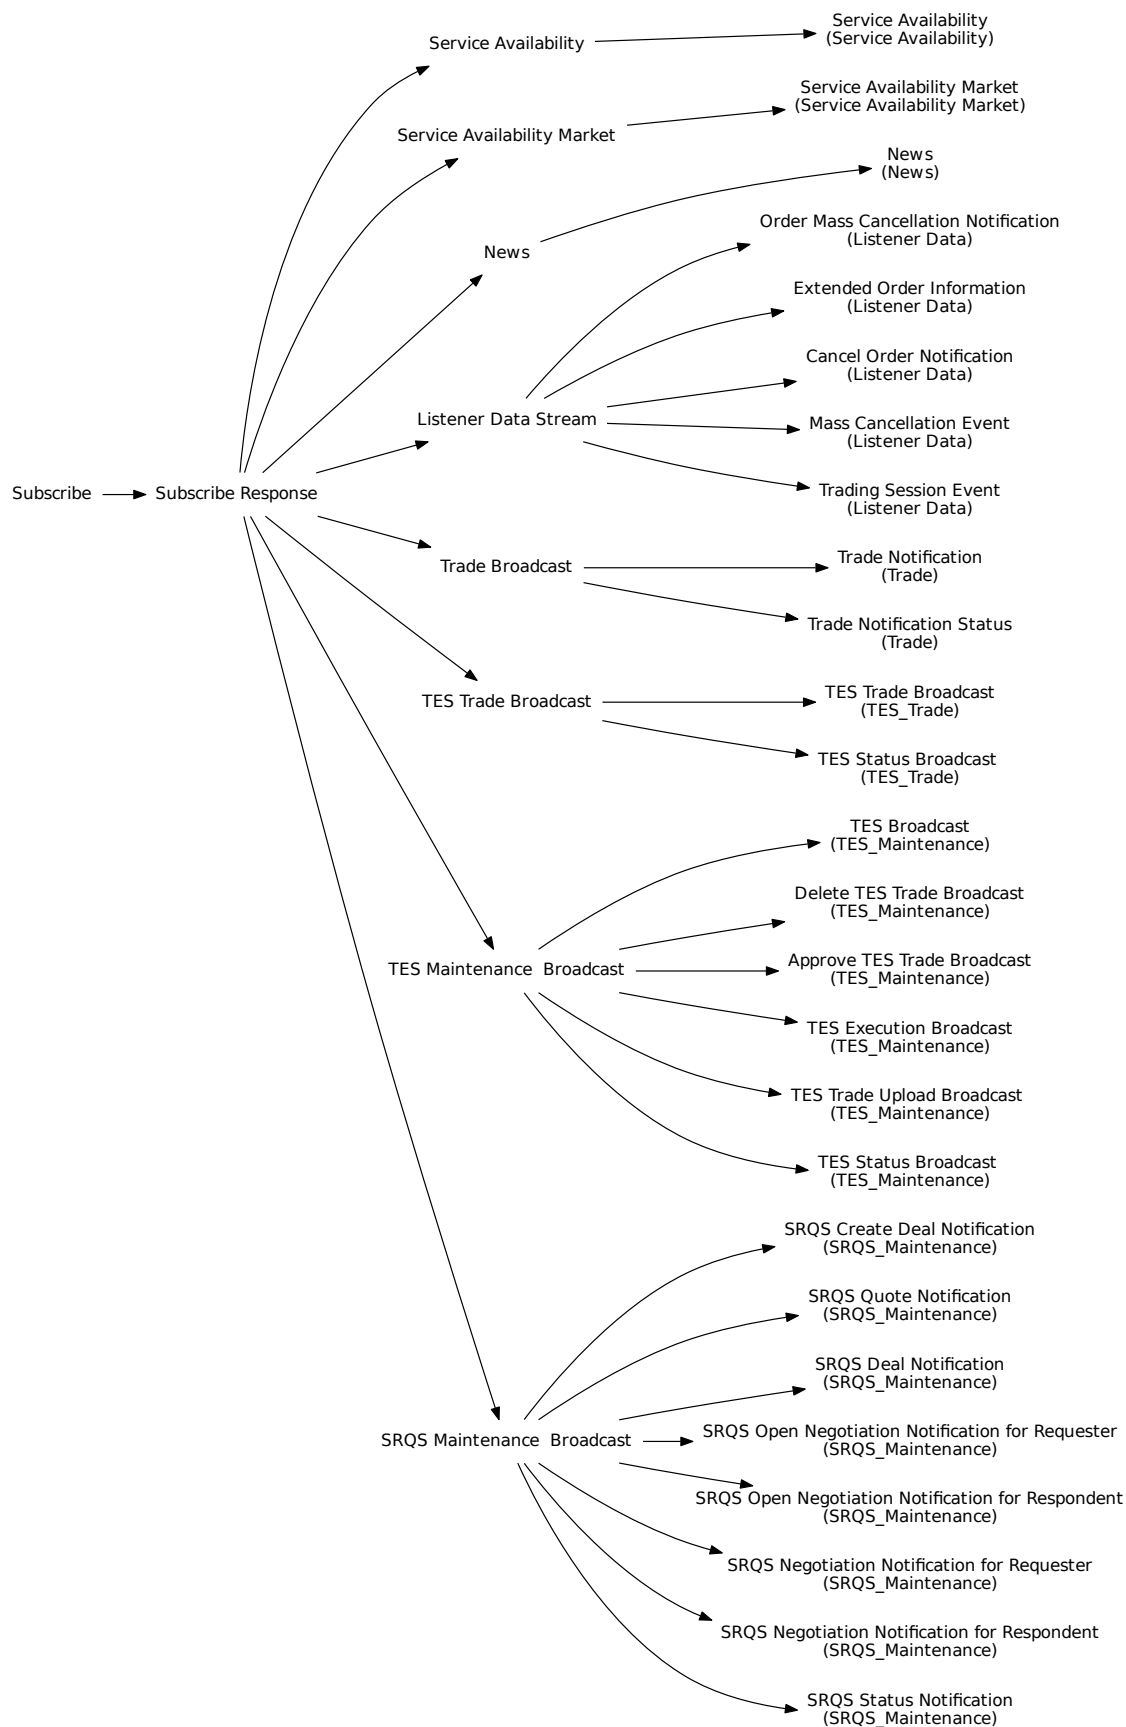 Service Availability
(Service Availability)
Service Availability
Service Availability Market
(Service Availability Market)
Service Availability Market
News
(News)
News
Order Mass Cancellation Notification
(Listener Data)
Extended Order Information
(Listener Data)
Cancel Order Notification
(Listener Data)
Listener Data Stream
Mass Cancellation Event
(Listener Data)
Subscribe
Subscribe Response
Trading Session Event
(Listener Data)
Trade Broadcast
Trade Notification
(Trade)
Trade Notification Status
(Trade)
TES Trade Broadcast
TES Trade Broadcast
(TES_Trade)
TES Status Broadcast
(TES_Trade)
TES Broadcast
(TES_Maintenance)
Delete TES Trade Broadcast
(TES_Maintenance)
TES Maintenance  Broadcast
Approve TES Trade Broadcast
(TES_Maintenance)
TES Execution Broadcast
(TES_Maintenance)
TES Trade Upload Broadcast
(TES_Maintenance)
TES Status Broadcast
(TES_Maintenance)
SRQS Create Deal Notification
(SRQS_Maintenance)
SRQS Quote Notification
(SRQS_Maintenance)
SRQS Deal Notification
(SRQS_Maintenance)
SRQS Maintenance  Broadcast
SRQS Open Negotiation Notification for Requester
(SRQS_Maintenance)
SRQS Open Negotiation Notification for Respondent
(SRQS_Maintenance)
SRQS Negotiation Notification for Requester
(SRQS_Maintenance)
SRQS Negotiation Notification for Respondent
(SRQS_Maintenance)
SRQS Status Notification
(SRQS_Maintenance)